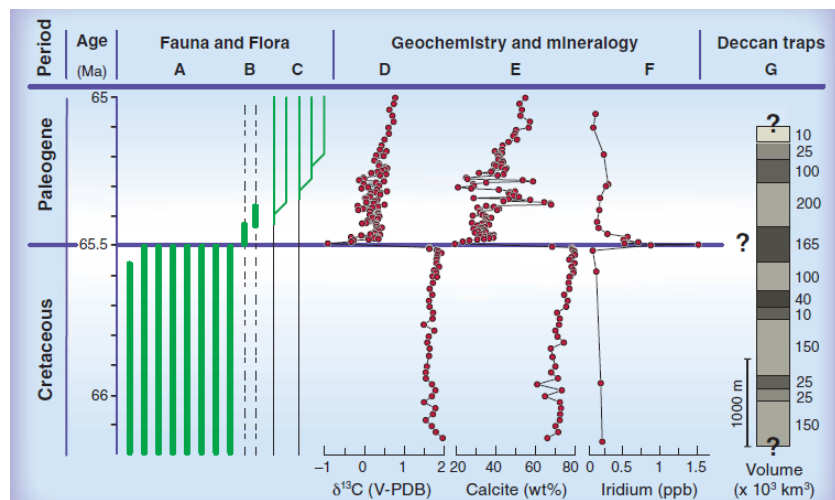 Period
Age
(Ma)
Fauna and Flora
A B C
Geochemistry and mineralogy
D E F
Deccan traps
G
65
Paleogene
65.5
Cretaceous
66
?
10
25
100
200
?
165
100
40
10
150
25
25
150
?
1000 m
–1 0 1 2
δ¹³C (V-PDB)
20 40 60 80
Calcite (wt%)
0 0.5 1 1.5
Iridium (ppb)
Volume
(x 10³ km³)